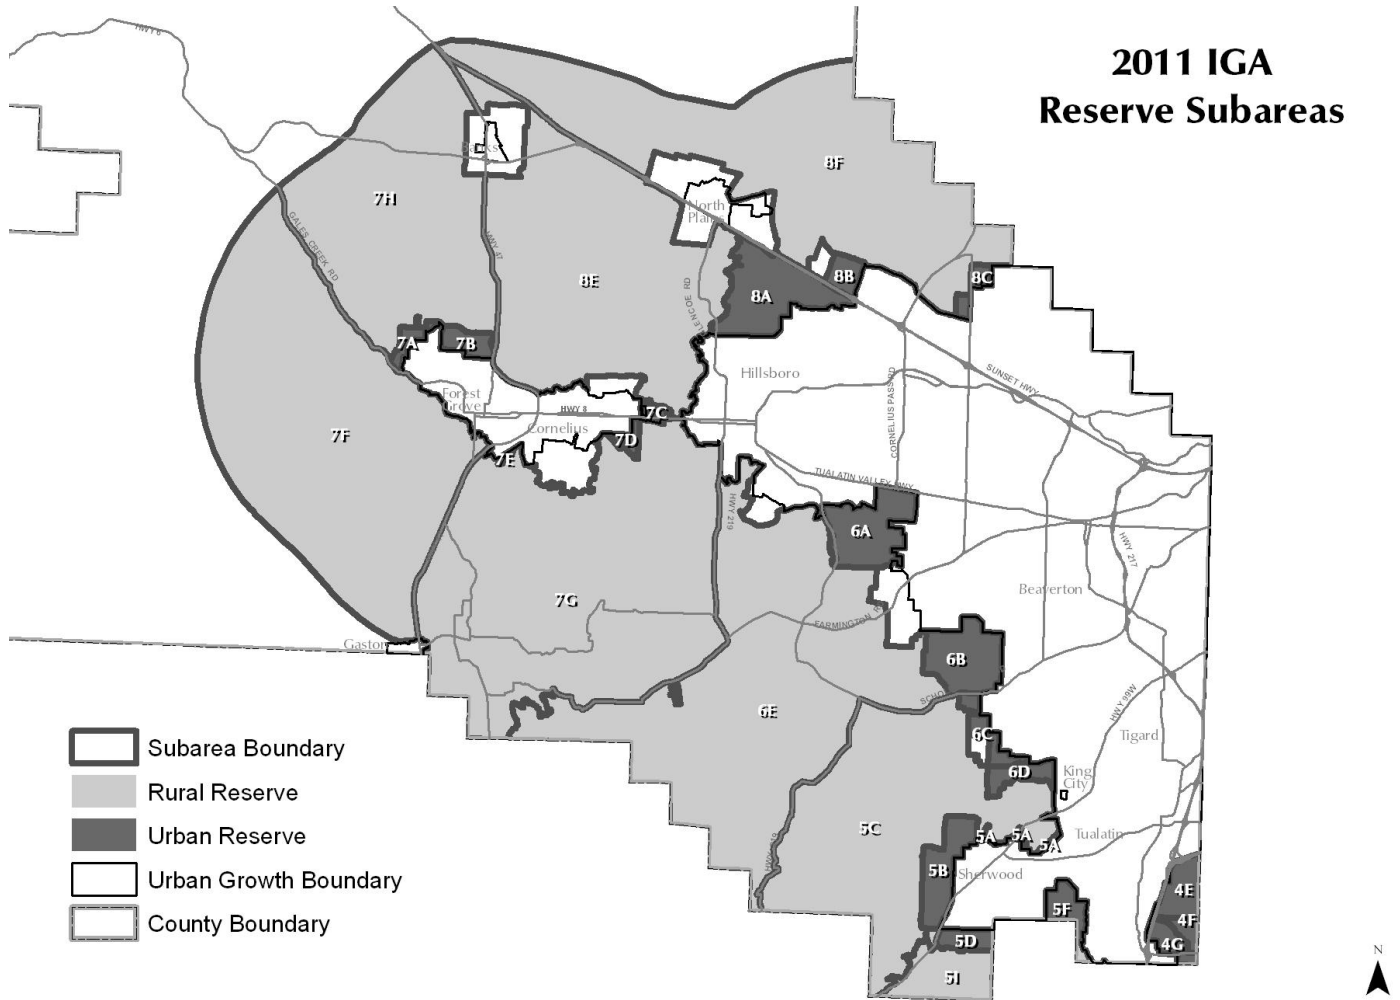 2011 IGA
Reserve Subareas
HWY 6
8F
7H
North
Plains
GALES CREEK RD
HWY 47
8E
8B
8C
8A
GLENCOE RD
7A
7B
Hillsboro
SUNSET HWY
CORNELIUS PASS RD
Forest
Grove
HWY 8
7C
Cornelius
7F
7D
7E
TUALATIN VALLEY HWY
HWY 219
6A
HWY 217
Beaverton
7G
FARMINGTON
Gaston
6B
SCHO
HWY 99W
6E
6C
Tigard
6D
King
City
5C
5A
5A
5A
Tualatin
5B
Sherwood
4E
5F
4F
5D
4G
5I
Subarea Boundary
Rural Reserve
Urban Reserve
Urban Growth Boundary
County Boundary
N